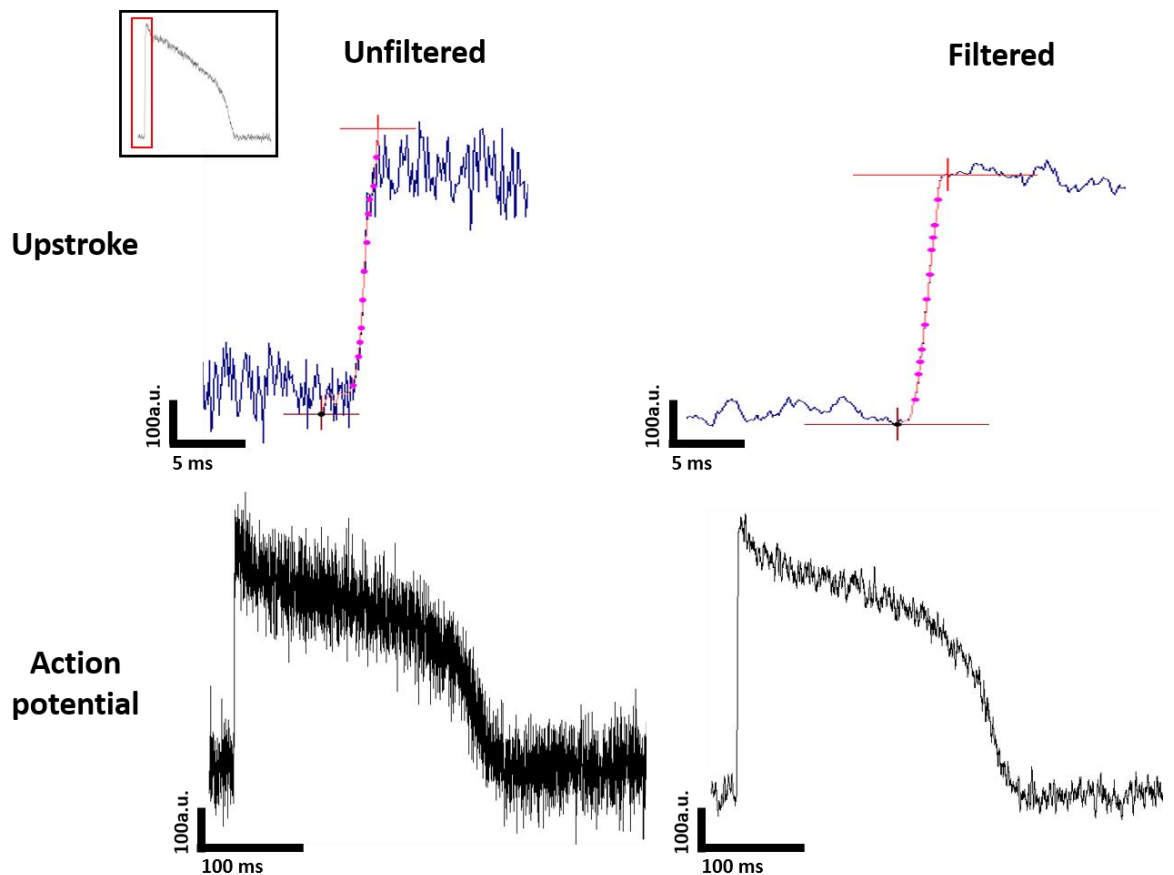 Unfiltered
Filtered
Upstroke
100a.u.
5 ms
100a.u.
5 ms
Action
potential
100a.u.
100 ms
100a.u.
100 ms